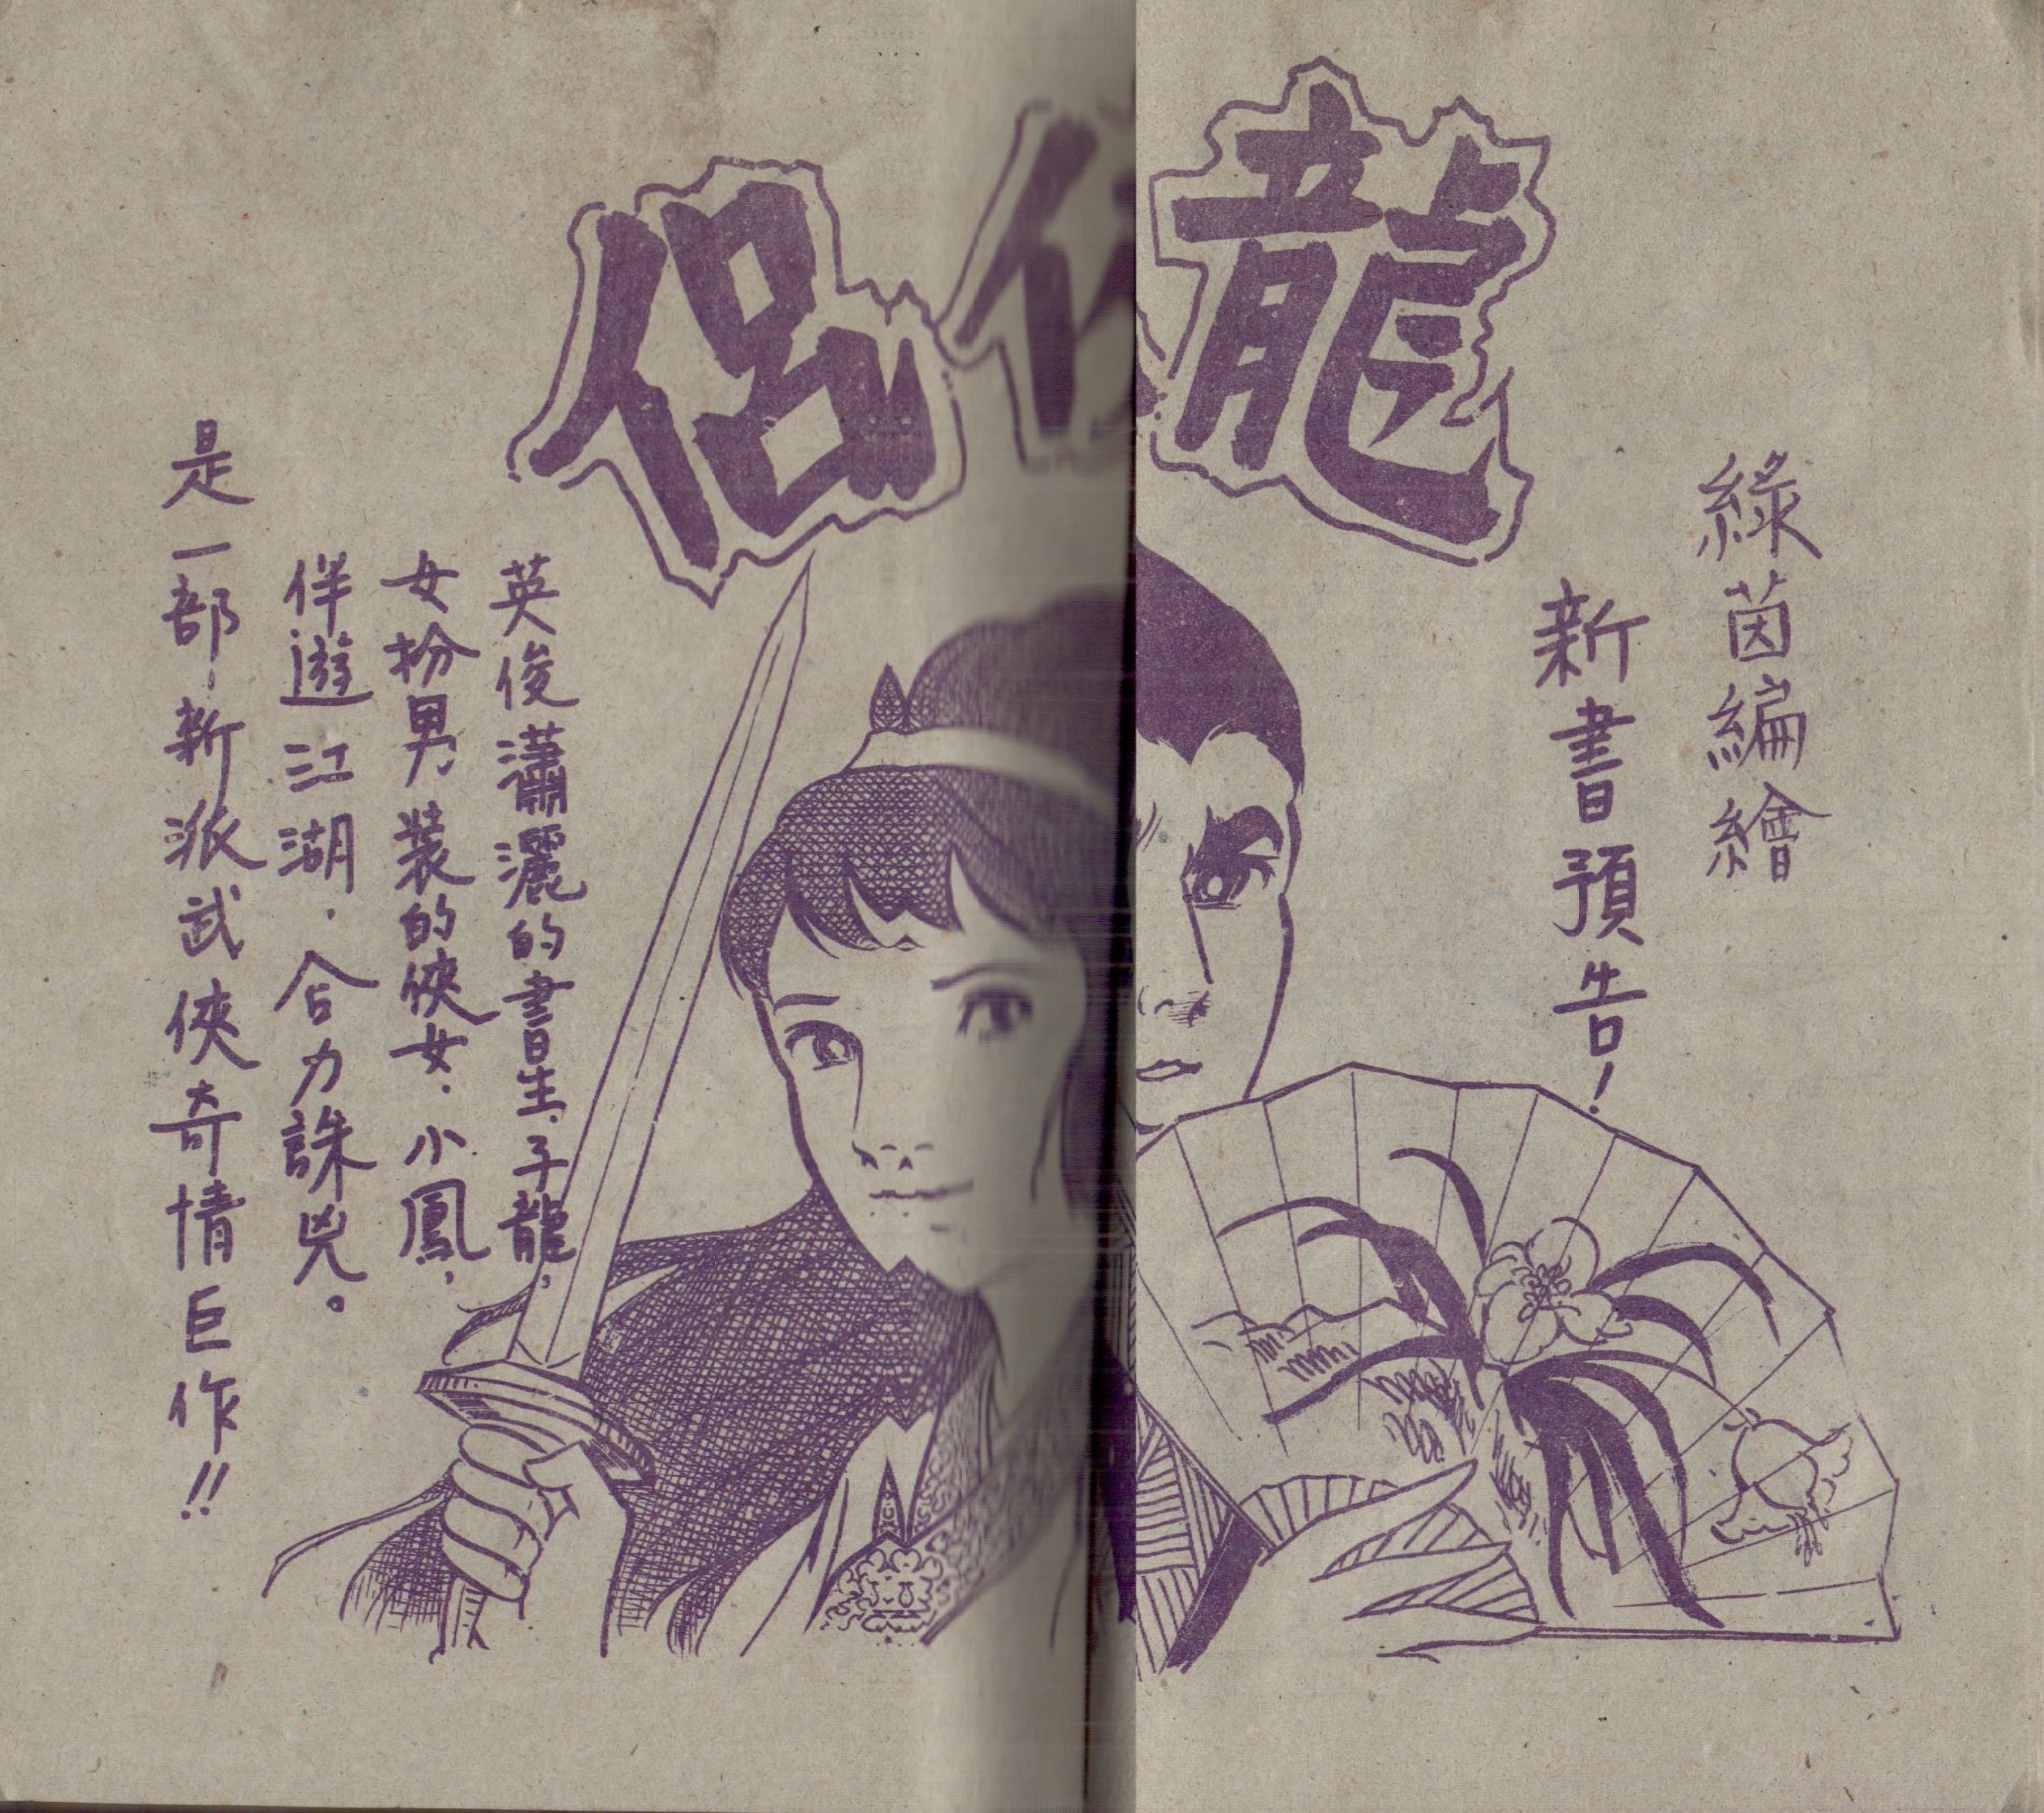 綠茵編繪
新書預告！
龍侶
英俊瀟灑的書生．子龍，
女扮男裝的俠女．小鳳，
伴遊江湖．合力誅兇。
是一部新派武俠奇情巨作！！